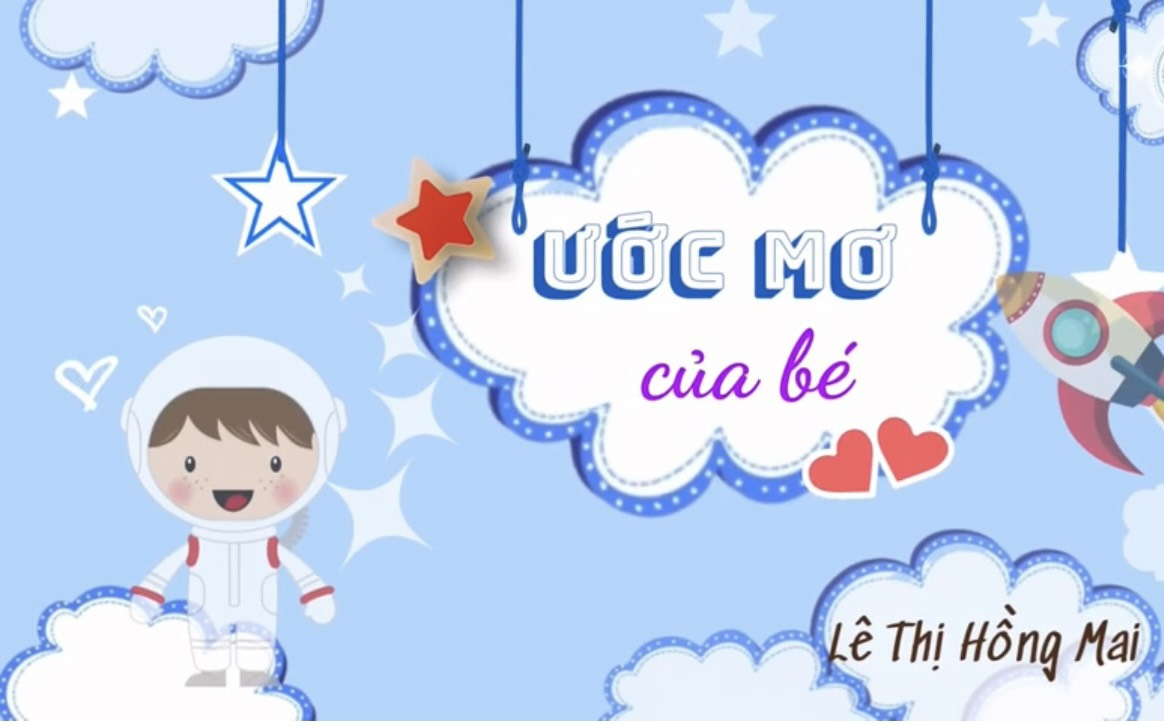 ƯỚC MƠ
của bé
Lê Thị Hồng Mai